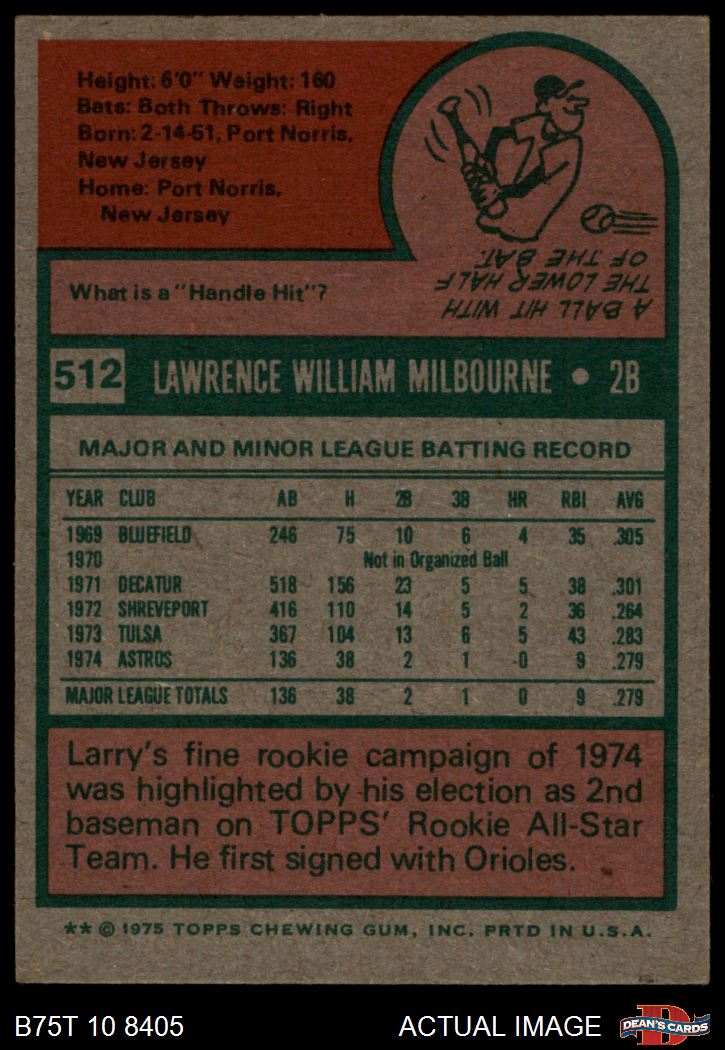 Height: 6'0" Weight: 160
Bats: Both Throws: Right
Born: 2-14-51, Port Norris,
New Jersey
Home: Port Norris,
New Jersey
What is a "Handle Hit"?
A BALL HIT WITH
THE LOWER HALF
OF THE BAT.
512 LAWRENCE WILLIAM MILBOURNE • 2B
MAJOR AND MINOR LEAGUE BATTING RECORD
YEAR CLUB AB H 2B 3B HR RBI AVG
1969 BLUEFIELD 246 75 10 6 4 35 .305
1970 Not in Organized Ball
1971 DECATUR 518 156 23 5 5 38 .301
1972 SHREVEPORT 416 110 14 5 2 36 .264
1973 TULSA 367 104 13 6 5 43 .283
1974 ASTROS 136 38 2 1 0 9 .279
MAJOR LEAGUE TOTALS 136 38 2 1 0 9 .279
Larry's fine rookie campaign of 1974
was highlighted by his election as 2nd
baseman on TOPPS' Rookie All-Star
Team. He first signed with Orioles.
** © 1975 TOPPS CHEWING GUM, INC. PRTD IN U.S.A.
B75T 10 8405 ACTUAL IMAGE DEAN'S CARDS